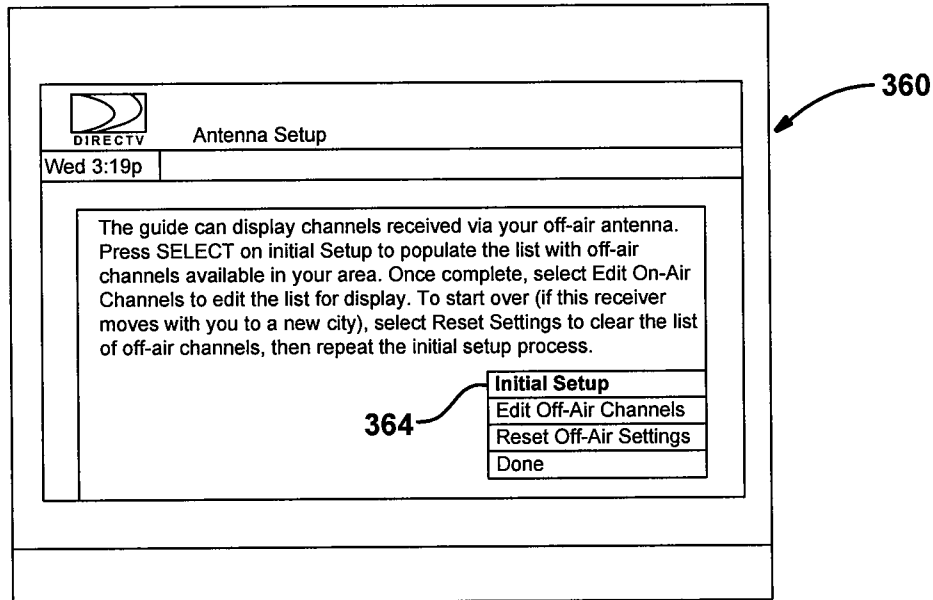 360
DIRECTV
Antenna Setup
Wed 3:19p
The guide can display channels received via your off-air antenna.
Press SELECT on initial Setup to populate the list with off-air
channels available in your area. Once complete, select Edit On-Air
Channels to edit the list for display. To start over (if this receiver
moves with you to a new city), select Reset Settings to clear the list
of off-air channels, then repeat the initial setup process.
364
Initial Setup
Edit Off-Air Channels
Reset Off-Air Settings
Done